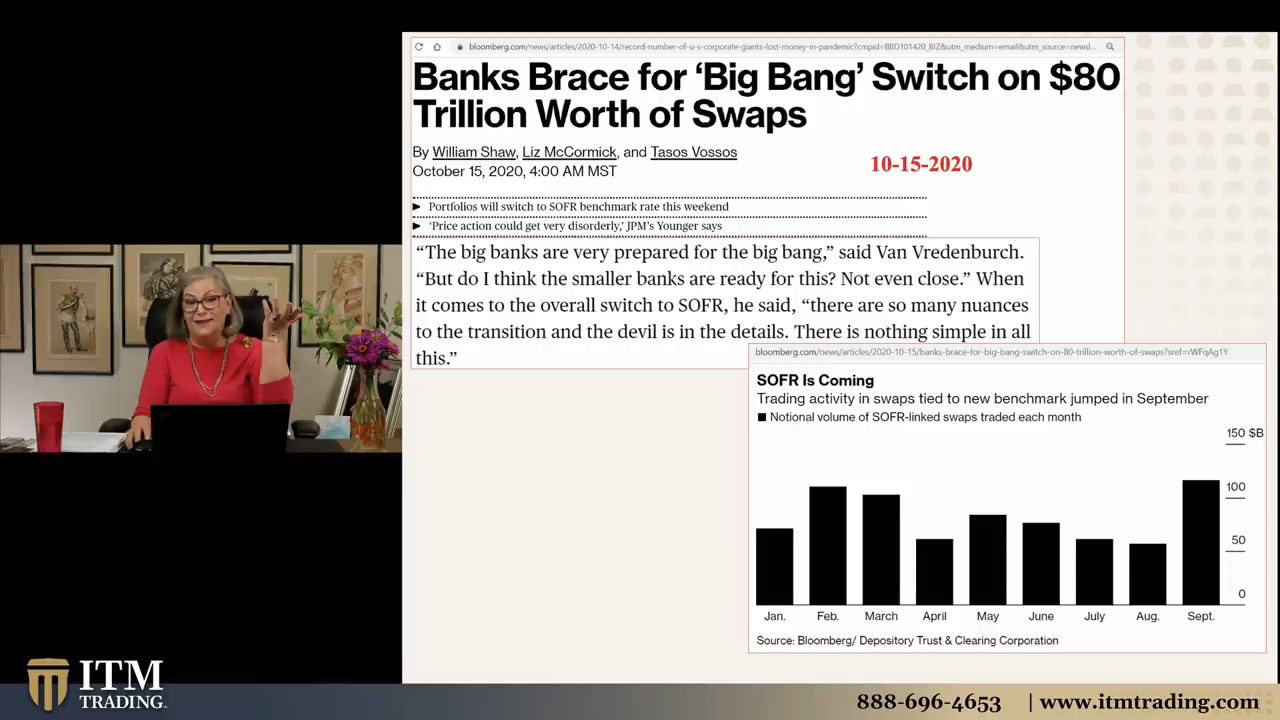 bloomberg.com/news/articles/2020-10-14/record-number-of-u-s-corporate-giants-lost-money-in-pandemic?cmpid=BBD101420_BIZ&utm_medium=email&utm_source=newsl...
Banks Brace for ‘Big Bang’ Switch on $80
Trillion Worth of Swaps
By William Shaw, Liz McCormick, and Tasos Vossos
October 15, 2020, 4:00 AM MST
10-15-2020
Portfolios will switch to SOFR benchmark rate this weekend
‘Price action could get very disorderly,’ JPM’s Younger says
“The big banks are very prepared for the big bang,” said Van Vredenburch.
“But do I think the smaller banks are ready for this? Not even close.” When
it comes to the overall switch to SOFR, he said, “there are so many nuances
to the transition and the devil is in the details. There is nothing simple in all
this.”
bloomberg.com/news/articles/2020-10-15/banks-brace-for-big-bang-switch-on-80-trillion-worth-of-swaps?sref=rWFqAg1Y
SOFR Is Coming
Trading activity in swaps tied to new benchmark jumped in September
Notional volume of SOFR-linked swaps traded each month
150 $B
100
50
0
Jan. Feb. March April May June July Aug. Sept.
Source: Bloomberg/ Depository Trust & Clearing Corporation
ITM
TRADING
888-696-4653 | www.itmtrading.com